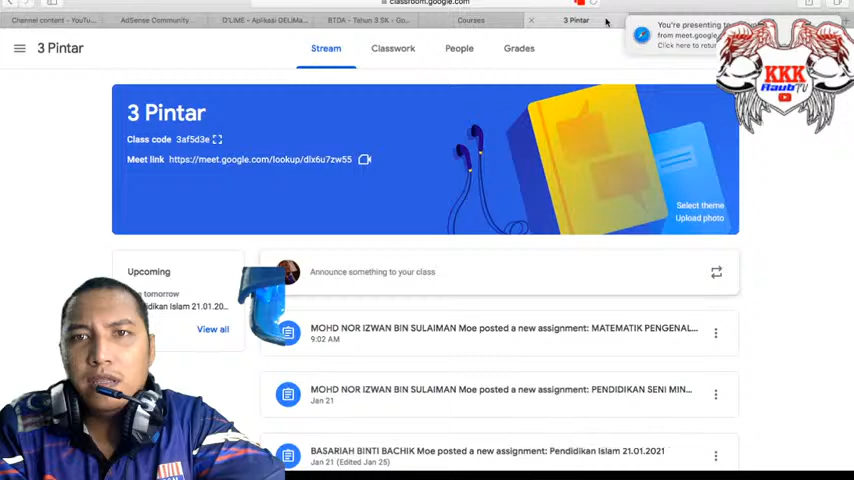 classroom.google.com
Channel content - YouTu...
AdSense Community
D'LIME - Aplikasi DELIMa...
BTDA - Tahun 3 SK - Go...
Courses
3 Pintar
You're presenting to
from meet.google.
Click here to retur
KKK
Raub TV
3 Pintar
Stream
Classwork
People
Grades
3 Pintar
Class code 3af5d3e
Meet link https://meet.google.com/lookup/dlx6u7zw55
Select theme
Upload photo
Upcoming
Announce something to your class
e tomorrow
didikan Islam 21.01.20...
View all
MOHD NOR IZWAN BIN SULAIMAN Moe posted a new assignment: MATEMATIK PENGENAL...
9:02 AM
MOHD NOR IZWAN BIN SULAIMAN Moe posted a new assignment: PENDIDIKAN SENI MIN...
Jan 21
BASARIAH BINTI BACHIK Moe posted a new assignment: Pendidikan Islam 21.01.2021
Jan 21 (Edited Jan 25)